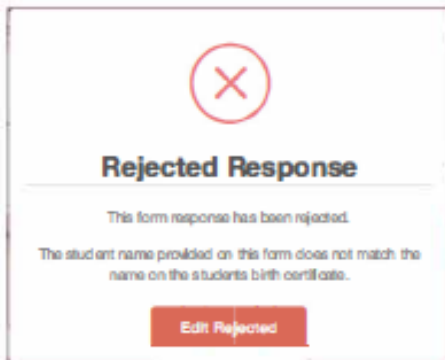 Rejected Response
This form response has been rejected.
The student name provided on this form does not match the
name on the students birth certificate.
Edit Rejected